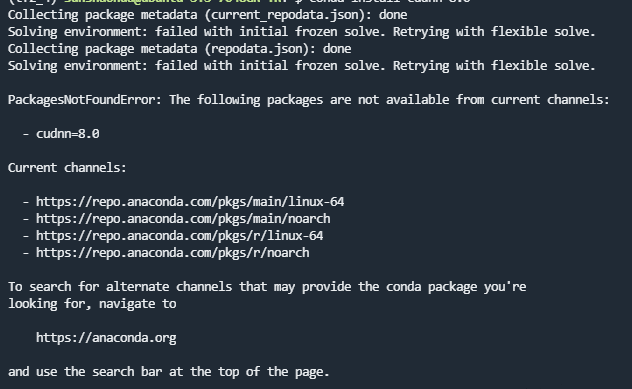 conda install cudnn=8.0
Collecting package metadata (current_repodata.json): done
Solving environment: failed with initial frozen solve. Retrying with flexible solve.
Collecting package metadata (repodata.json): done
Solving environment: failed with initial frozen solve. Retrying with flexible solve.
PackagesNotFoundError: The following packages are not available from current channels:
- cudnn=8.0
Current channels:
- https://repo.anaconda.com/pkgs/main/linux-64
- https://repo.anaconda.com/pkgs/main/noarch
- https://repo.anaconda.com/pkgs/r/linux-64
- https://repo.anaconda.com/pkgs/r/noarch
To search for alternate channels that may provide the conda package you're
looking for, navigate to
https://anaconda.org
and use the search bar at the top of the page.